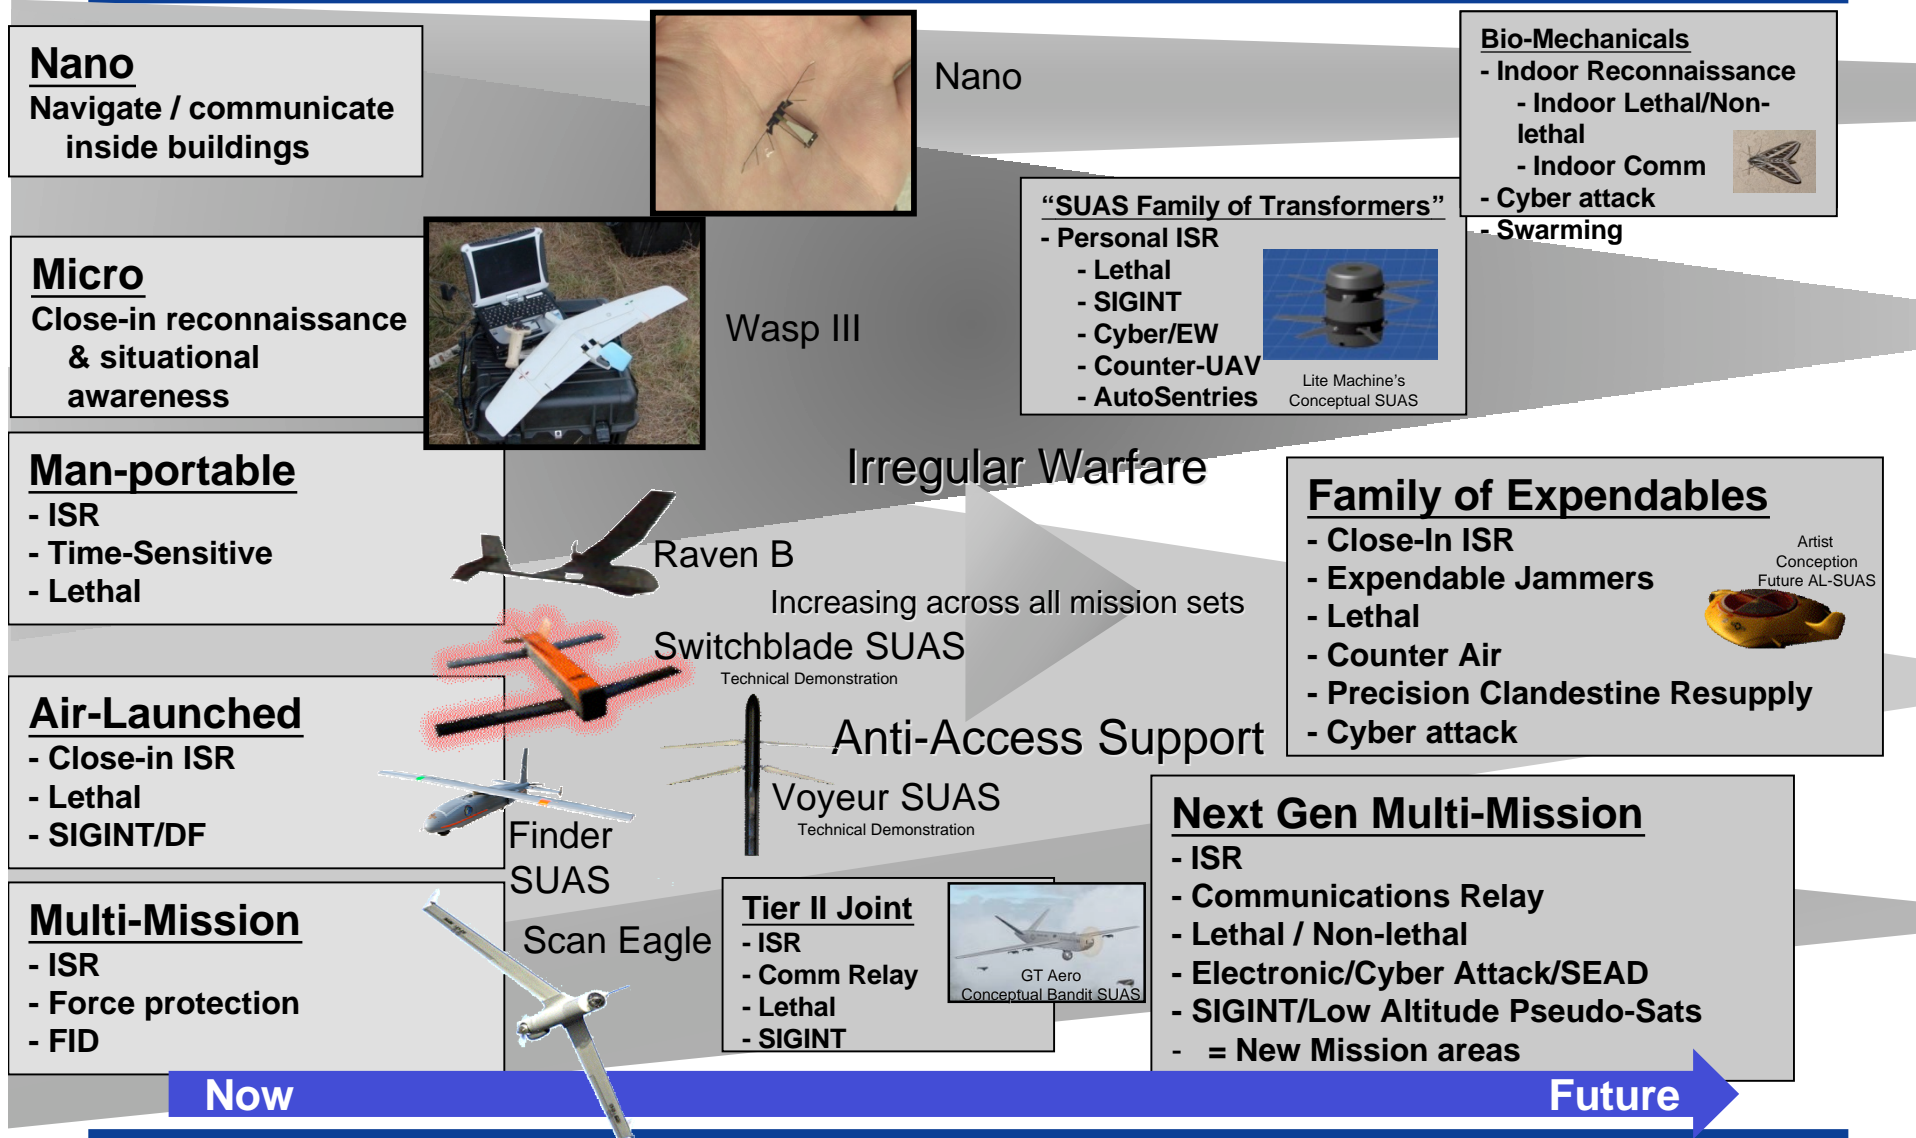 Nano
Navigate / communicate
inside buildings
Nano
Bio-Mechanicals
- Indoor Reconnaissance
- Indoor Lethal/Non-
lethal
- Indoor Comm
- Cyber attack
- Swarming
Micro
Close-in reconnaissance
& situational
awareness
Wasp III
“SUAS Family of Transformers”
- Personal ISR
- Lethal
- SIGINT
- Cyber/EW
- Counter-UAV
- AutoSentries
Lite Machine’s
Conceptual SUAS
Irregular Warfare
Man-portable
- ISR
- Time-Sensitive
- Lethal
Raven B
Increasing across all mission sets
Switchblade SUAS
Technical Demonstration
Family of Expendables
- Close-In ISR
- Expendable Jammers
- Lethal
- Counter Air
- Precision Clandestine Resupply
- Cyber attack
Artist
Conception
Future AL-SUAS
Air-Launched
- Close-in ISR
- Lethal
- SIGINT/DF
Finder
SUAS
Anti-Access Support
Voyeur SUAS
Technical Demonstration
Multi-Mission
- ISR
- Force protection
- FID
Scan Eagle
Tier II Joint
- ISR
- Comm Relay
- Lethal
- SIGINT
GT Aero
Conceptual Bandit SUAS
Next Gen Multi-Mission
- ISR
- Communications Relay
- Lethal / Non-lethal
- Electronic/Cyber Attack/SEAD
- SIGINT/Low Altitude Pseudo-Sats
- = New Mission areas
Now
Future